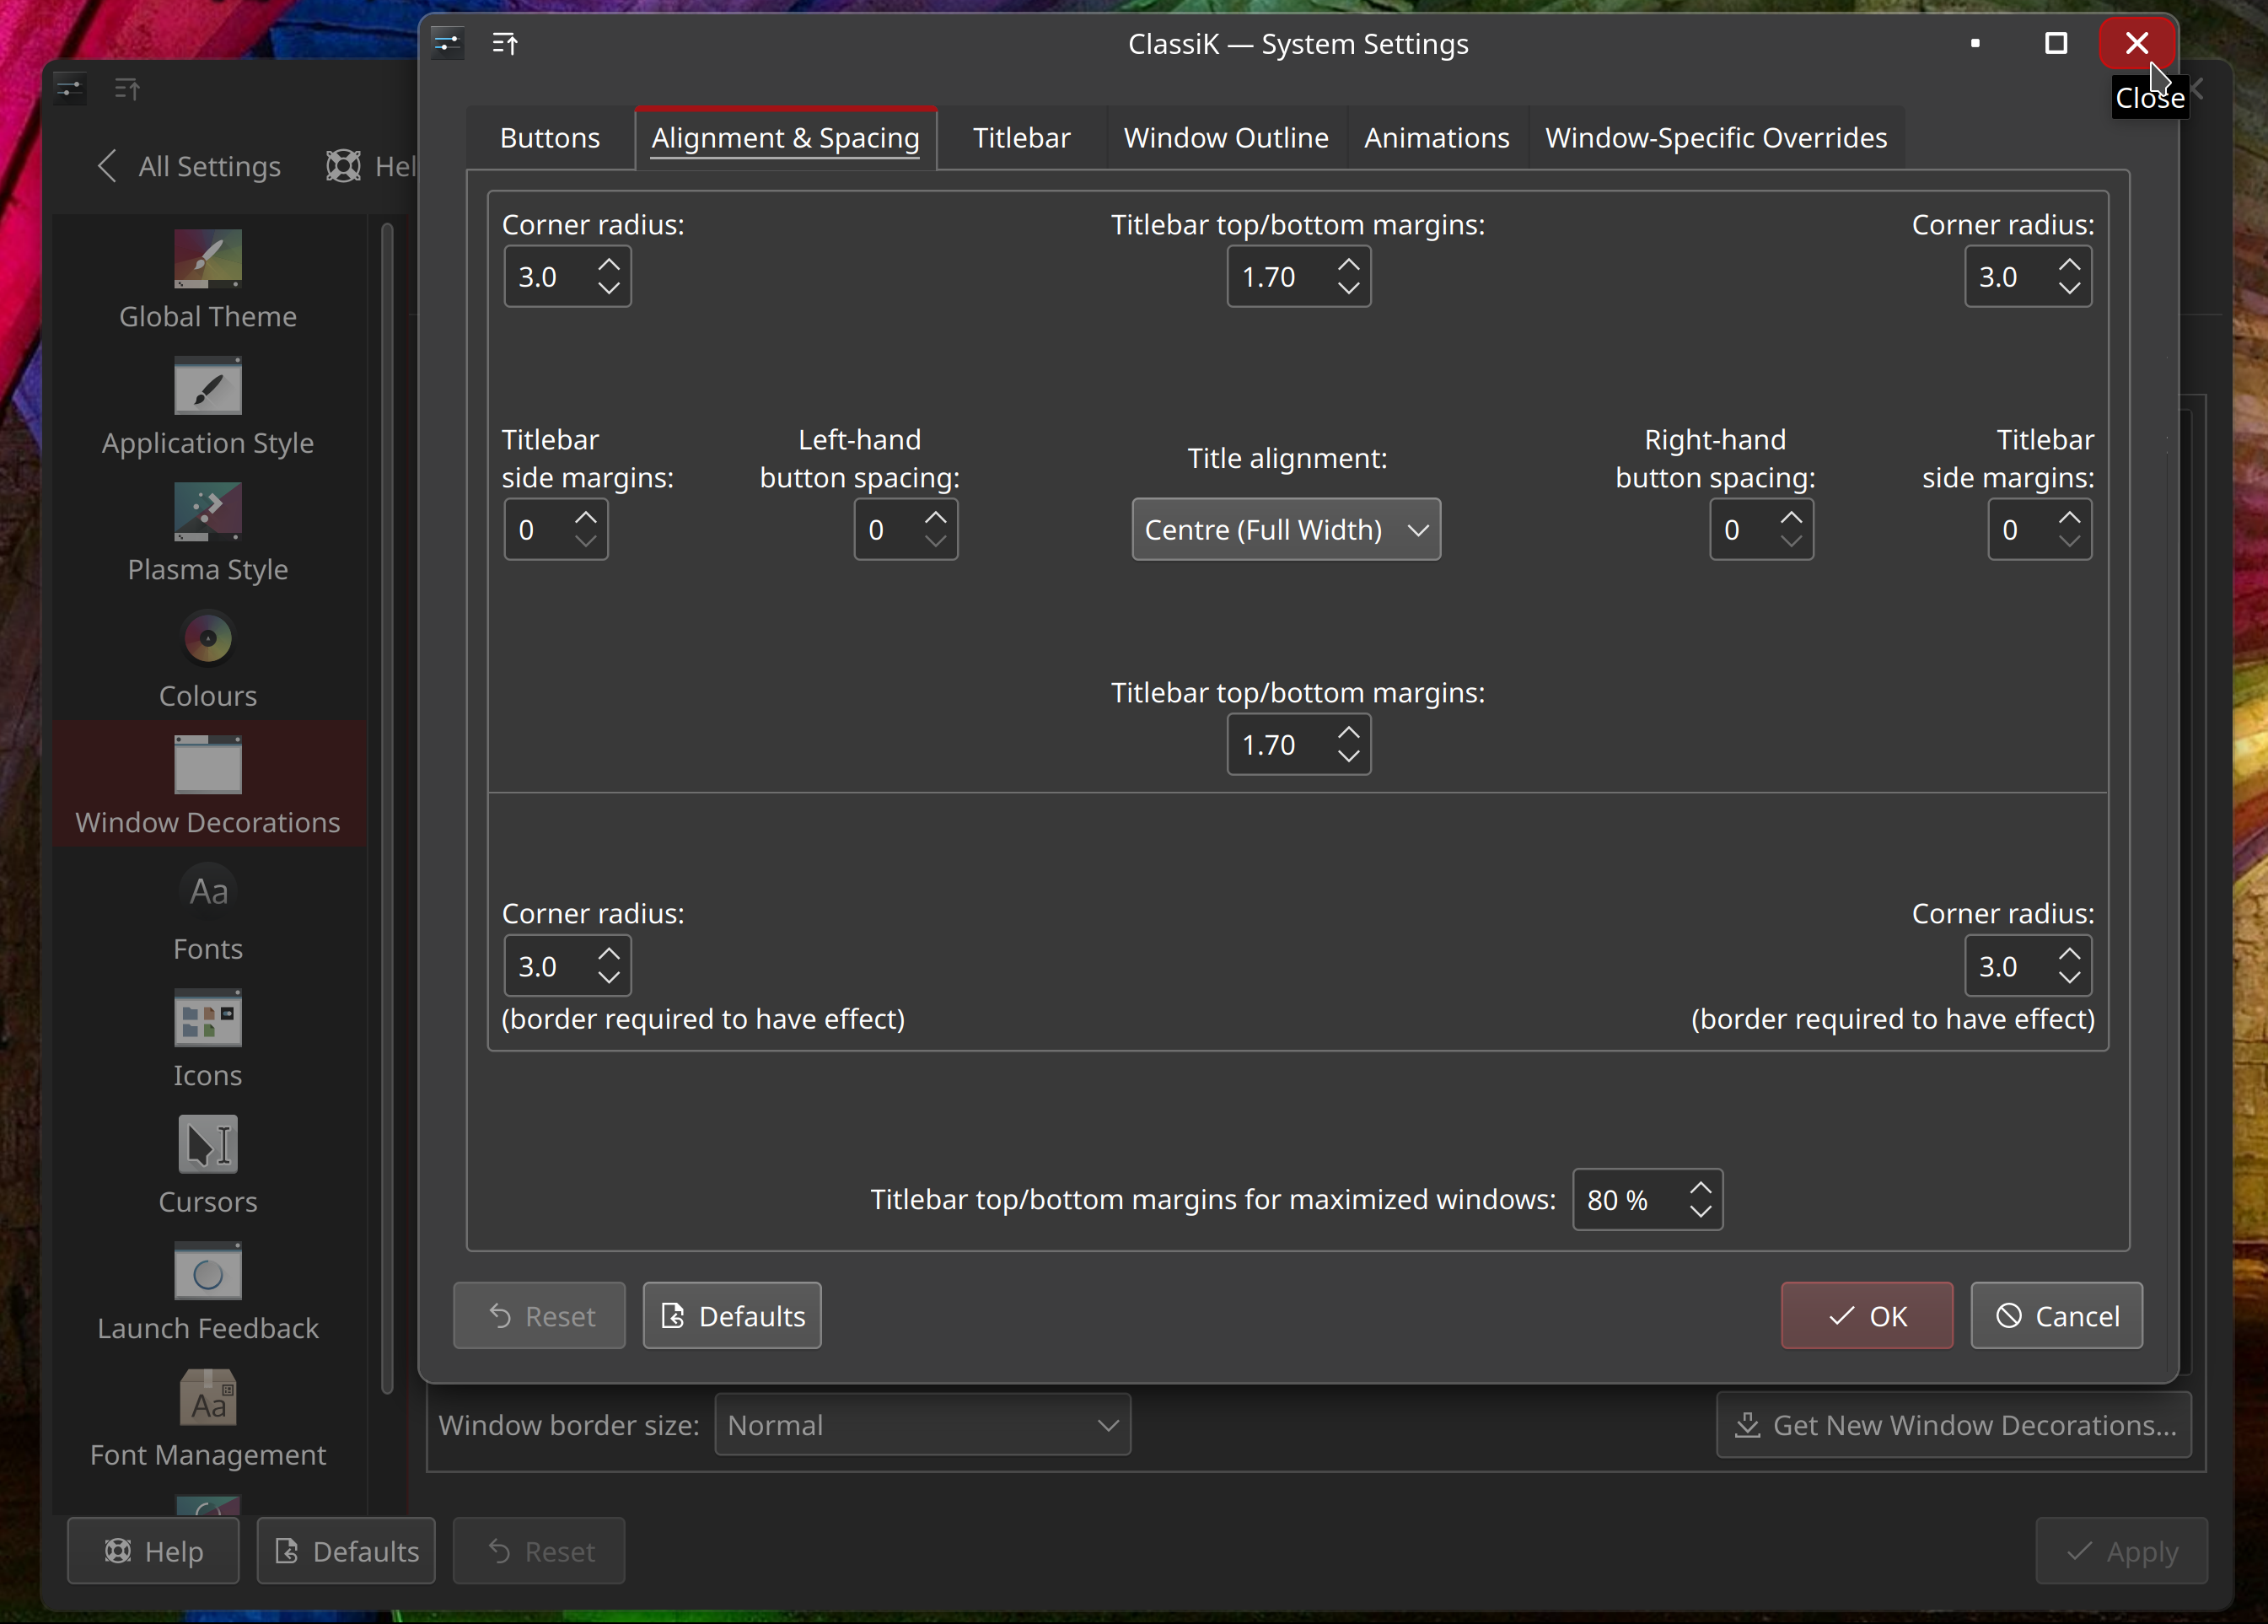 ClassiK — System Settings
Close
All Settings
Hel
Buttons
Alignment & Spacing
Titlebar
Window Outline
Animations
Window-Specific Overrides
Global Theme
Application Style
Plasma Style
Colours
Window Decorations
Aa
Fonts
Icons
Cursors
Launch Feedback
Aa
Font Management
Corner radius:
Titlebar top/bottom margins:
Corner radius:
3.0
1.70
3.0
Titlebar
side margins:
Left-hand
button spacing:
Title alignment:
Right-hand
button spacing:
Titlebar
side margins:
0
0
Centre (Full Width)
0
0
Titlebar top/bottom margins:
1.70
Corner radius:
Corner radius:
3.0
3.0
(border required to have effect)
(border required to have effect)
Titlebar top/bottom margins for maximized windows:
80 %
Reset
Defaults
OK
Cancel
Window border size:
Normal
Get New Window Decorations...
Help
Defaults
Reset
Apply